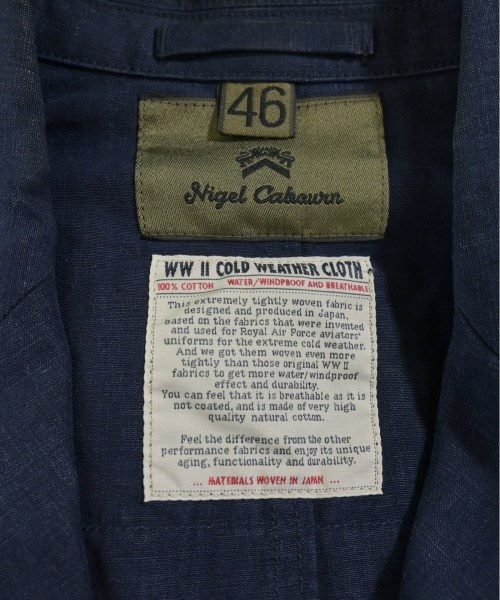 46
Nigel Cabourn
WW II COLD WEATHER CLOTH
100% COTTON WATER/WINDPROOF AND BREATHABLE
This extremely tightly woven fabric is
designed and produced in Japan,
based on the fabrics that were invented
and used for Royal Air Force aviators'
uniforms for the extreme cold weather.
And we got them woven even more
tightly than those original WW II
fabrics to get more water/windproof
effect and durability.
You can feel that it is breathable as it is
not coated, and is made of very high
quality natural cotton.
Feel the difference from the other
performance fabrics and enjoy its unique
aging, functionality and durability.
... MATERIALS WOVEN IN JAPAN ...